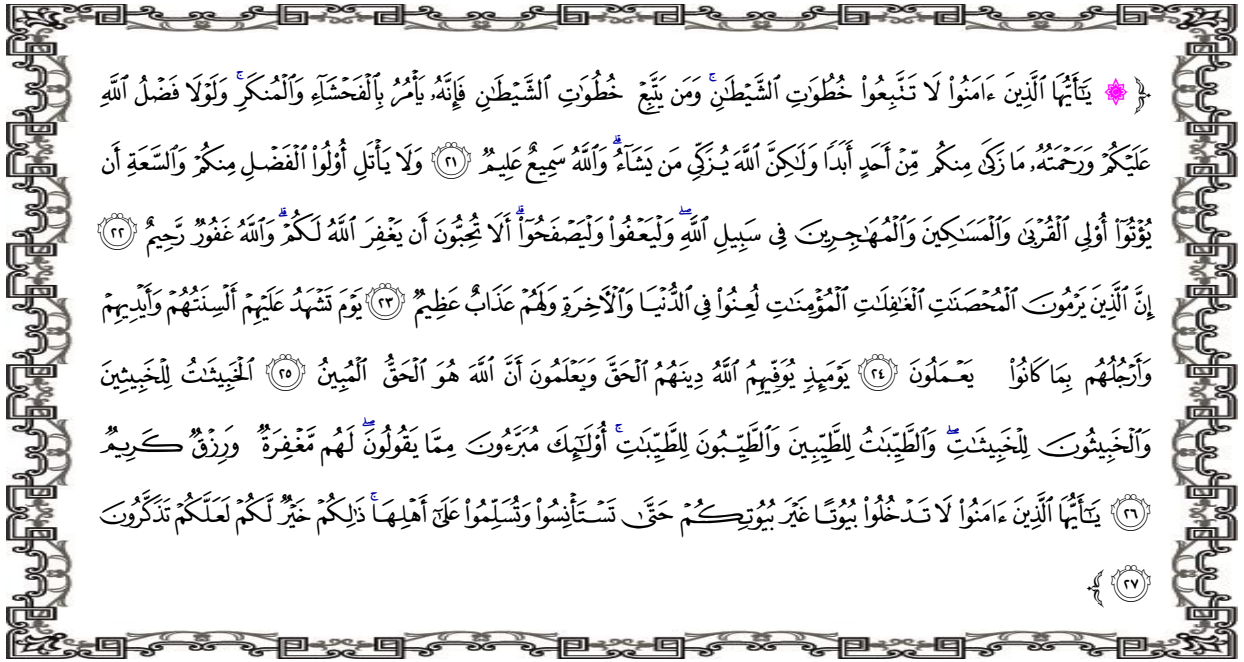 ﴿ ۞ يَٰٓأَيُّهَا ٱلَّذِينَ ءَامَنُوا۟ لَا تَتَّبِعُوا۟ خُطُوَٰتِ ٱلشَّيْطَٰنِ ۚ وَمَن يَتَّبِعْ خُطُوَٰتِ ٱلشَّيْطَٰنِ فَإِنَّهُۥ يَأْمُرُ بِٱلْفَحْشَآءِ وَٱلْمُنكَرِ ۚ وَلَوْلَا فَضْلُ ٱللَّهِ
عَلَيْكُمْ وَرَحْمَتُهُۥ مَا زَكَىٰ مِنكُم مِّنْ أَحَدٍ أَبَدًا وَلَٰكِنَّ ٱللَّهَ يُزَكِّى مَن يَشَآءُ ۗ وَٱللَّهُ سَمِيعٌ عَلِيمٌ ٢١ وَلَا يَأْتَلِ أُو۟لُوا۟ ٱلْفَضْلِ مِنكُمْ وَٱلسَّعَةِ أَن
يُؤْتُوٓا۟ أُو۟لِى ٱلْقُرْبَىٰ وَٱلْمَسَٰكِينَ وَٱلْمُهَٰجِرِينَ فِى سَبِيلِ ٱللَّهِ ۖ وَلْيَعْفُوا۟ وَلْيَصْفَحُوٓا۟ ۗ أَلَا تُحِبُّونَ أَن يَغْفِرَ ٱللَّهُ لَكُمْ ۗ وَٱللَّهُ غَفُورٌ رَّحِيمٌ ٢٢
إِنَّ ٱلَّذِينَ يَرْمُونَ ٱلْمُحْصَنَٰتِ ٱلْغَٰفِلَٰتِ ٱلْمُؤْمِنَٰتِ لُعِنُوا۟ فِى ٱلدُّنْيَا وَٱلْءَاخِرَةِ وَلَهُمْ عَذَابٌ عَظِيمٌ ٢٣ يَوْمَ تَشْهَدُ عَلَيْهِمْ أَلْسِنَتُهُمْ وَأَيْدِيهِمْ
وَأَرْجُلُهُم بِمَا كَانُوا۟ يَعْمَلُونَ ٢٤ يَوْمَئِذٍ يُوَفِّيهِمُ ٱللَّهُ دِينَهُمُ ٱلْحَقَّ وَيَعْلَمُونَ أَنَّ ٱللَّهَ هُوَ ٱلْحَقُّ ٱلْمُبِينُ ٢٥ ٱلْخَبِيثَٰتُ لِلْخَبِيثِينَ
وَٱلْخَبِيثُونَ لِلْخَبِيثَٰتِ ۖ وَٱلطَّيِّبَٰتُ لِلطَّيِّبِينَ وَٱلطَّيِّبُونَ لِلطَّيِّبَٰتِ ۚ أُو۟لَٰٓئِكَ مُبَرَّءُونَ مِمَّا يَقُولُونَ ۖ لَهُم مَّغْفِرَةٌ وَرِزْقٌ كَرِيمٌ
٢٦ يَٰٓأَيُّهَا ٱلَّذِينَ ءَامَنُوا۟ لَا تَدْخُلُوا۟ بُيُوتًا غَيْرَ بُيُوتِكُمْ حَتَّىٰ تَسْتَأْنِسُوا۟ وَتُسَلِّمُوا۟ عَلَىٰٓ أَهْلِهَا ۚ ذَٰلِكُمْ خَيْرٌ لَّكُمْ لَعَلَّكُمْ تَذَكَّرُونَ
٢٧ ﴾